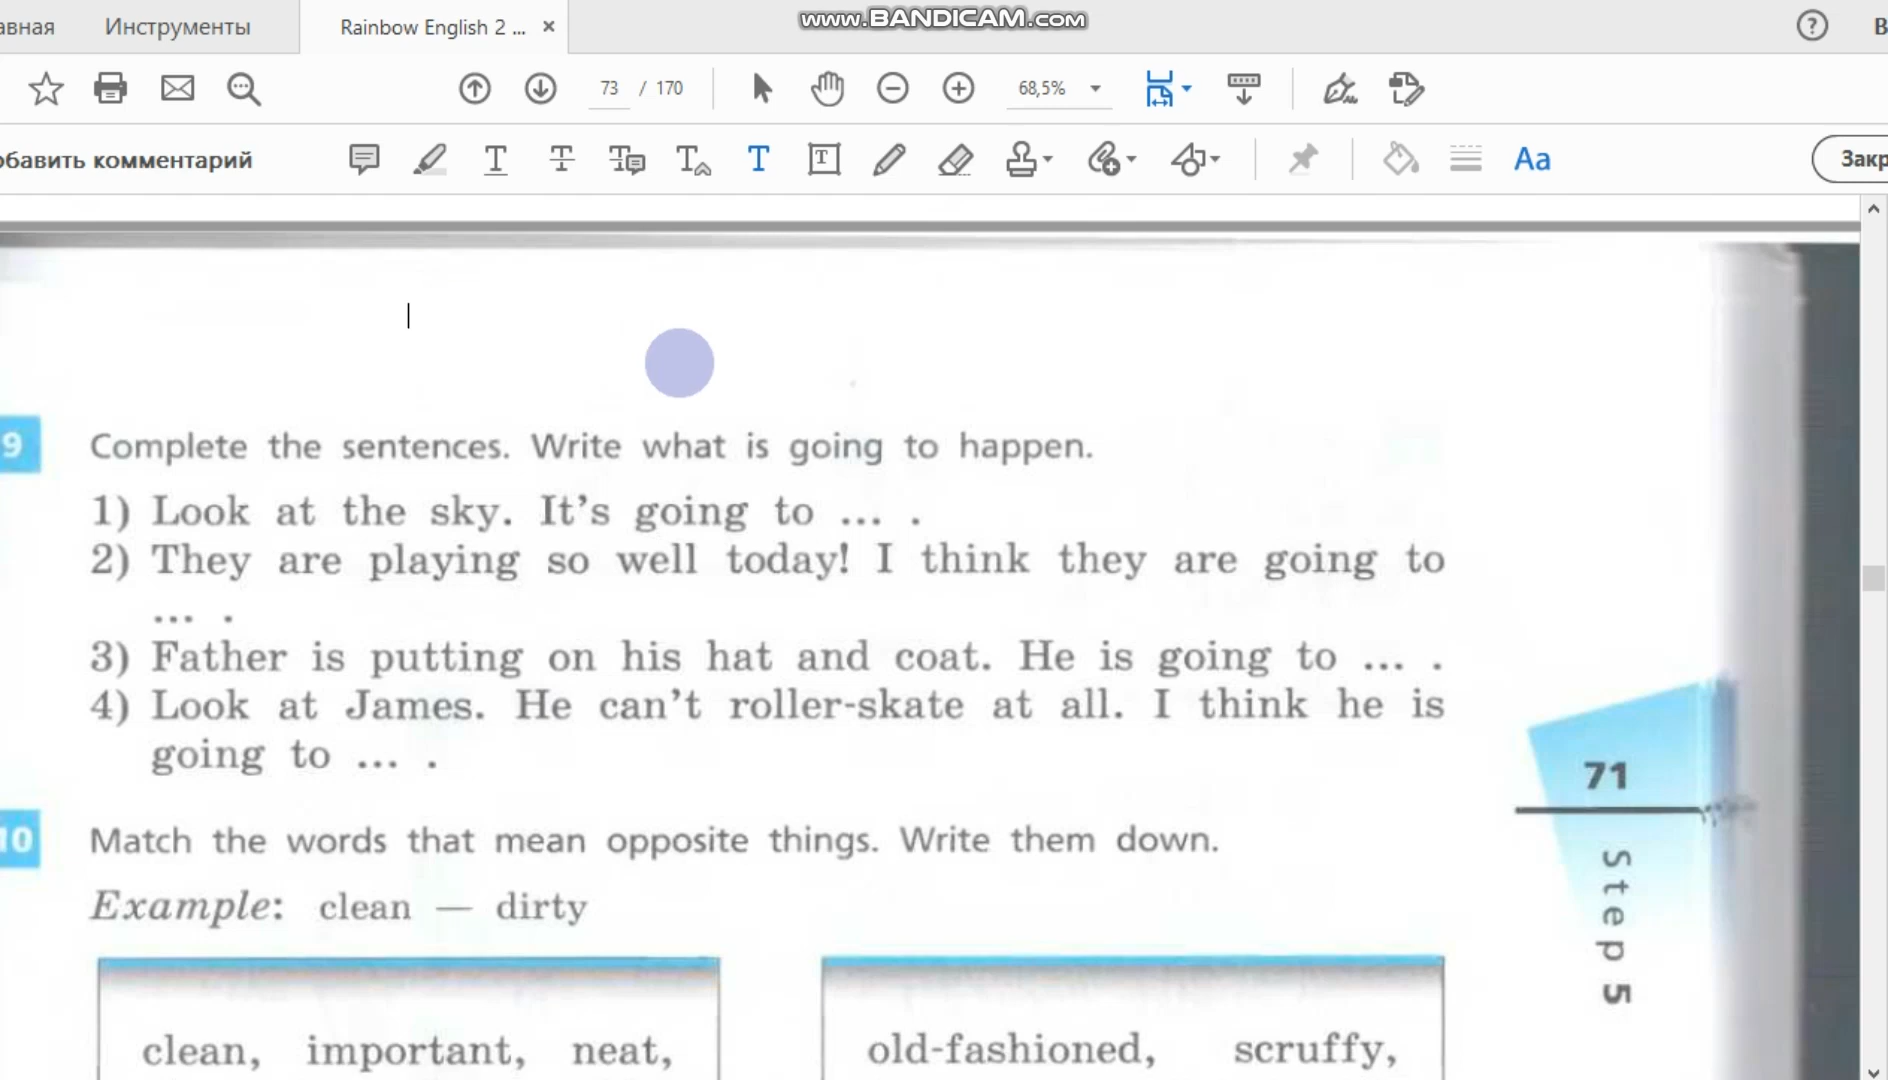 авная Инструменты Rainbow English 2 ... × www.BANDICAM.com ? В
73 / 170 68,5%
обавить комментарий Aa Закр
9 Complete the sentences. Write what is going to happen.
1) Look at the sky. It's going to ... .
2) They are playing so well today! I think they are going to
... .
3) Father is putting on his hat and coat. He is going to ... .
4) Look at James. He can't roller-skate at all. I think he is
going to ... .
71
Step 5
10 Match the words that mean opposite things. Write them down.
Example: clean — dirty
clean, important, neat,
old-fashioned, scruffy,